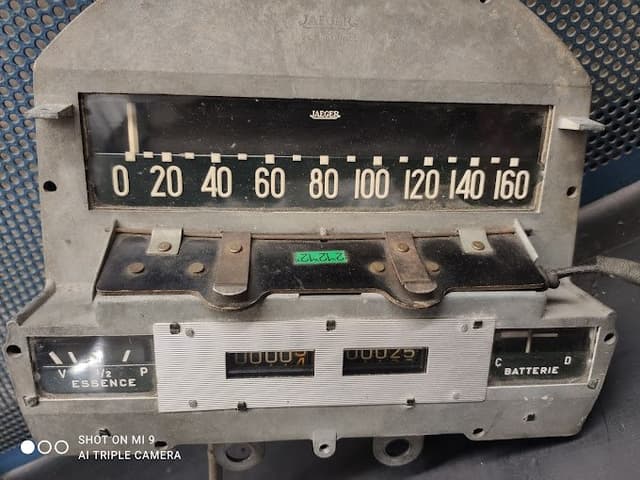 JAEGER
JAEGER
0 20 40 60 80 100 120 140 160
00025
V 1/2 P
ESSENCE
C D
BATTERIE
SHOT ON MI 9
AI TRIPLE CAMERA